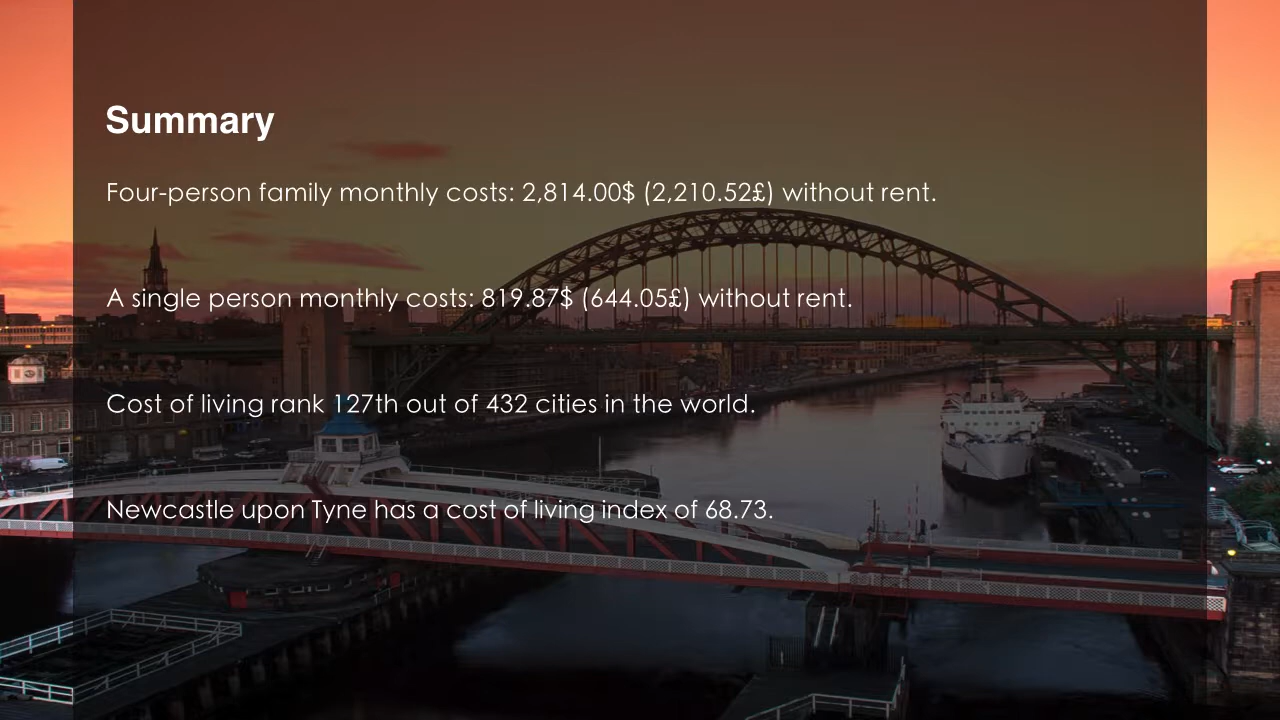 Summary
Four-person family monthly costs: 2,814.00$ (2,210.52£) without rent.
A single person monthly costs: 819.87$ (644.05£) without rent.
Cost of living rank 127th out of 432 cities in the world.
Newcastle upon Tyne has a cost of living index of 68.73.